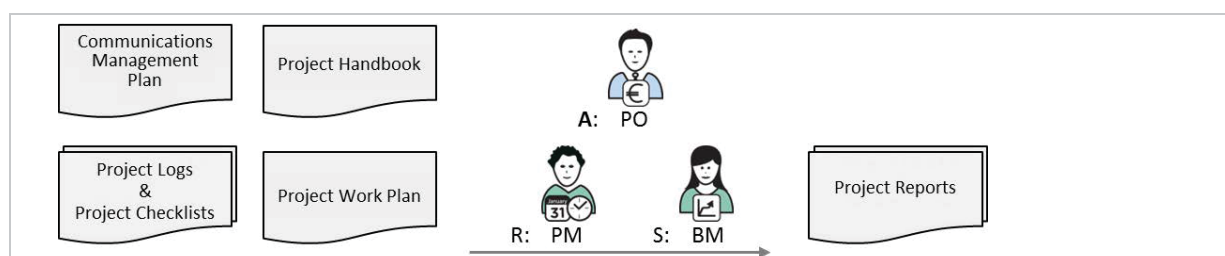 Communications
Management
Plan
Project Handbook
€
A: PO
Project Logs
&
Project Checklists
Project Work Plan
January
31
R: PM
S: BM
Project Reports